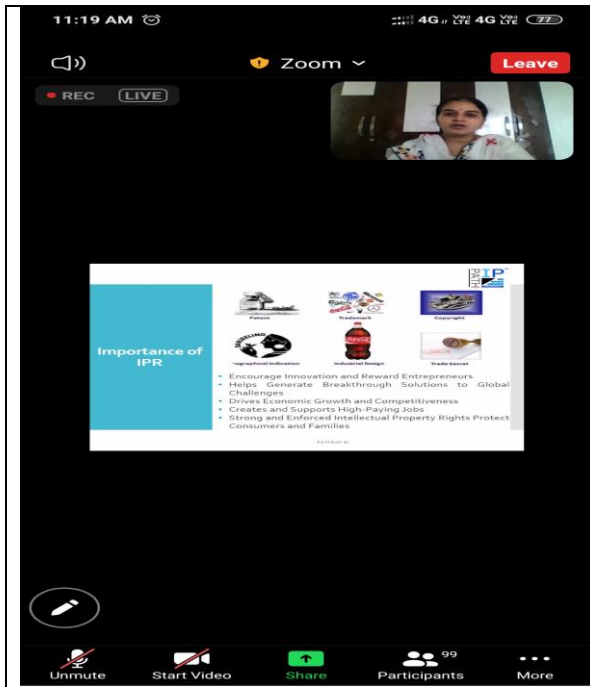 11:19 AM 4G VoLTE 4G VoLTE 77
Zoom Leave
REC LIVE
IP
PATH
Patent Trademark Copyright
Industrial Design Trade Secret
Importance of
IPR
• Encourage Innovation and Reward Entrepreneurs
• Helps Generate Breakthrough Solutions to Global
Challenges
• Drives Economic Growth and Competitiveness
• Creates and Supports High-Paying Jobs
• Strong and Enforced Intellectual Property Rights Protect
Consumers and Families
99
Unmute Start Video Share Participants More